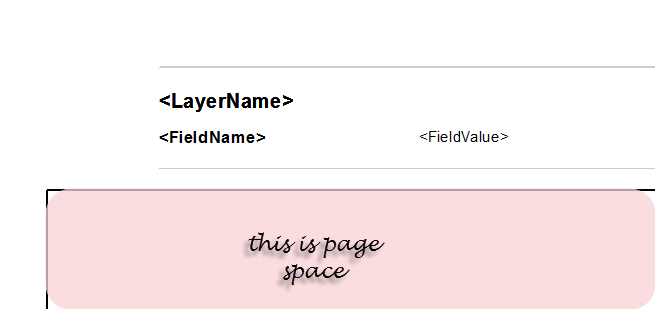 <LayerName>
<FieldName> <FieldValue>
this is page
space